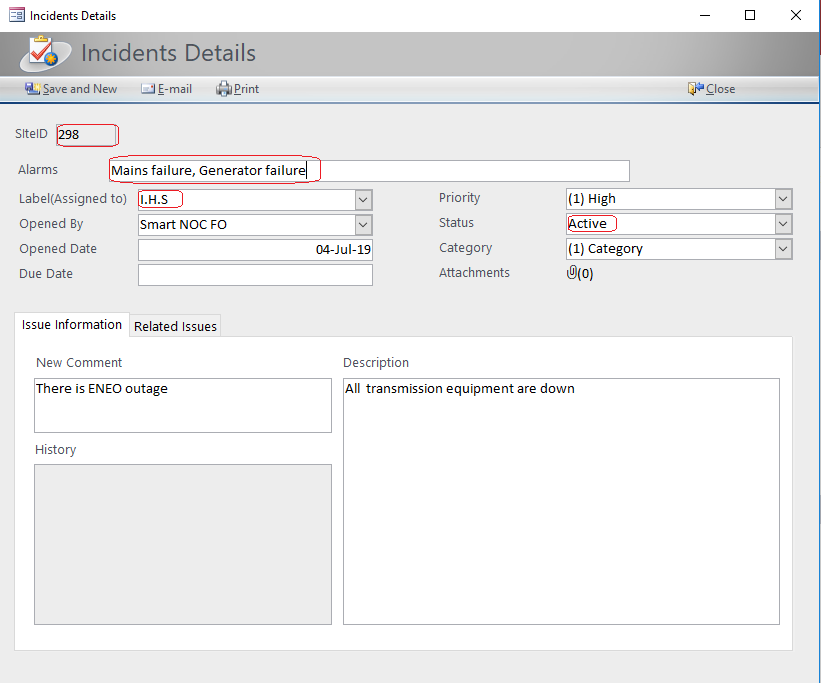 Incidents Details
Incidents Details
Save and New E-mail Print Close
SIteID 298
Alarms Mains failure, Generator failure
Label(Assigned to) I.H.S Priority (1) High
Opened By Smart NOC FO Status Active
Opened Date 04-Jul-19 Category (1) Category
Due Date Attachments (0)
Issue Information Related Issues
New Comment Description
There is ENEO outage All transmission equipment are down
History